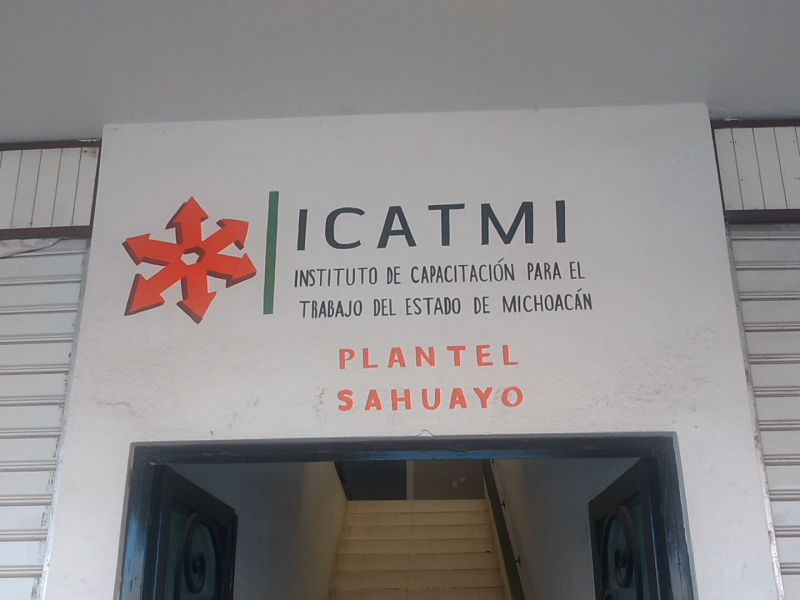 ICATMI
INSTITUTO DE CAPACITACIÓN PARA EL
TRABAJO DEL ESTADO DE MICHOACÁN
PLANTEL
SAHUAYO